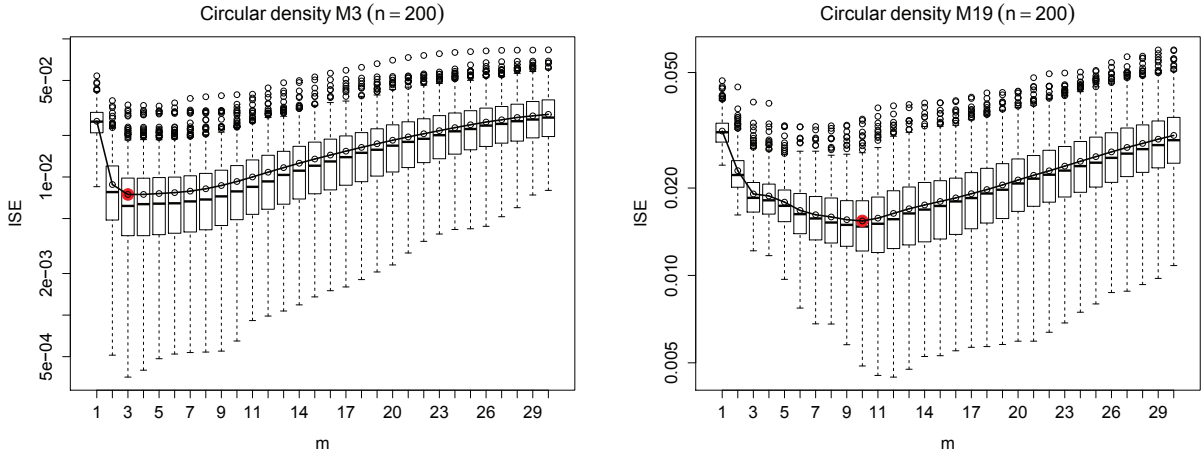 Circular density M3 (n = 200)
ISE
5e−02
1e−02
2e−03
5e−04
1 3 5 7 9 11 14 17 20 23 26 29
m
Circular density M19 (n = 200)
ISE
0.050
0.020
0.010
0.005
1 3 5 7 9 11 14 17 20 23 26 29
m